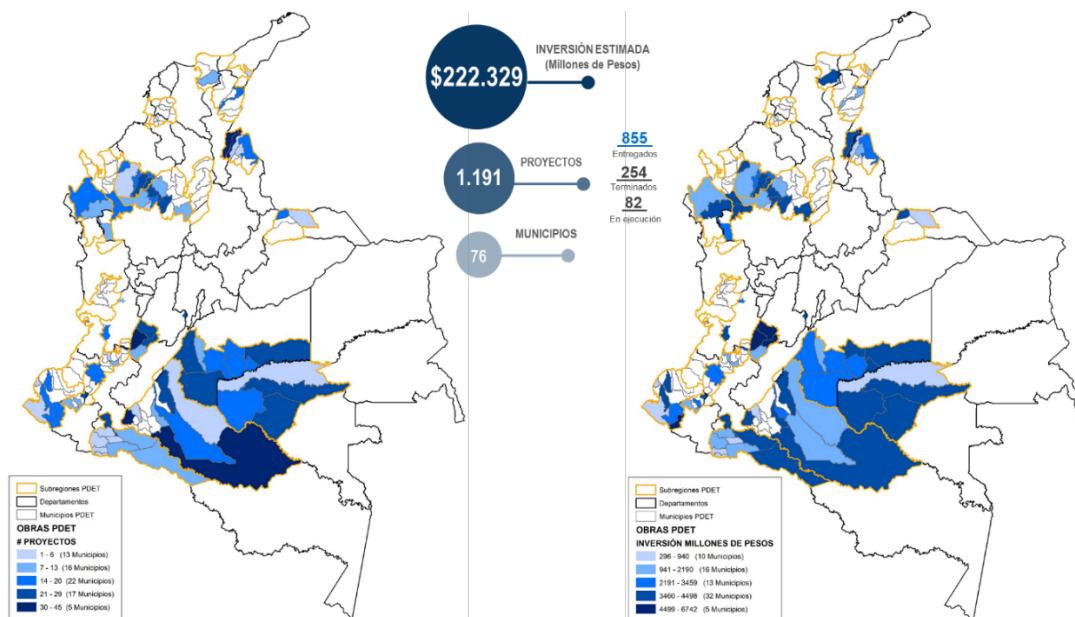 $222.329
INVERSIÓN ESTIMADA
(Millones de Pesos)
1.191
PROYECTOS
855
Entregados
254
Terminados
82
En ejecución
76
MUNICIPIOS
Subregiones PDET
Departamentos
Municipios PDET
OBRAS PDET
# PROYECTOS
1 - 6 (13 Municipios)
7 - 13 (16 Municipios)
14 - 20 (22 Municipios)
21 - 29 (17 Municipios)
30 - 45 (5 Municipios)
Subregiones PDET
Departamentos
Municipios PDET
OBRAS PDET
INVERSIÓN MILLONES DE PESOS
296 - 940 (10 Municipios)
941 - 2190 (16 Municipios)
2191 - 3459 (13 Municipios)
3460 - 4498 (32 Municipios)
4499 - 6742 (5 Municipios)